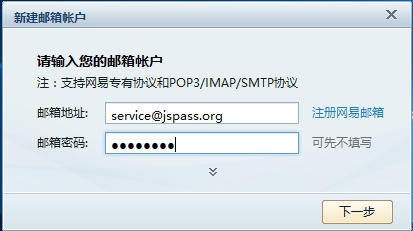 新建邮箱帐户
请输入您的邮箱帐户
注：支持网易专有协议和POP3/IMAP/SMTP协议
邮箱地址: service@jspass.org 注册网易邮箱
邮箱密码: ●●●●●●●● 可先不填写
下一步